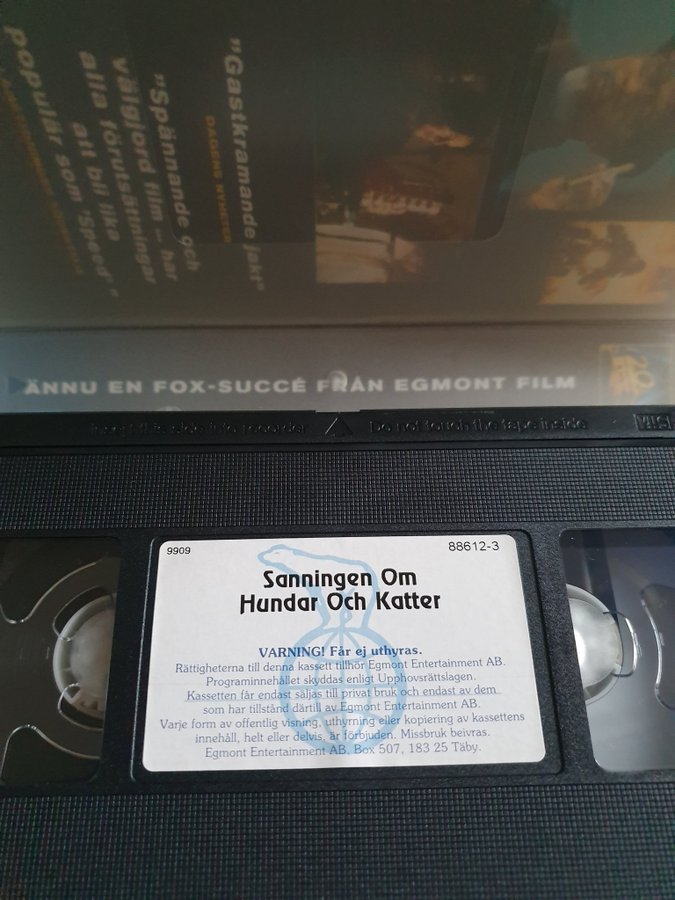 "Gastkramande jakt"
DAGENS NYHETER
"Spännande och
välgjord film – har
alla förutsättningar
att bli lika
populär som 'Speed'"
ÄNNU EN FOX-SUCCÉ FRÅN EGMONT FILM
Insert this side into recorder
Do not touch the tape inside
VHS
9909
88612-3
Sanningen Om
Hundar Och Katter
VARNING! Får ej uthyras.
Rättigheterna till denna kassett tillhör Egmont Entertainment AB.
Programinnehållet skyddas enligt Upphovsrättslagen.
Kassetten får endast säljas till privat bruk och endast av dem
som har tillstånd därtill av Egmont Entertainment AB.
Varje form av offentlig visning, uthyrning eller kopiering av kassettens
innehåll, helt eller delvis, är förbjuden. Missbruk beivras.
Egmont Entertainment AB, Box 507, 183 25 Täby.